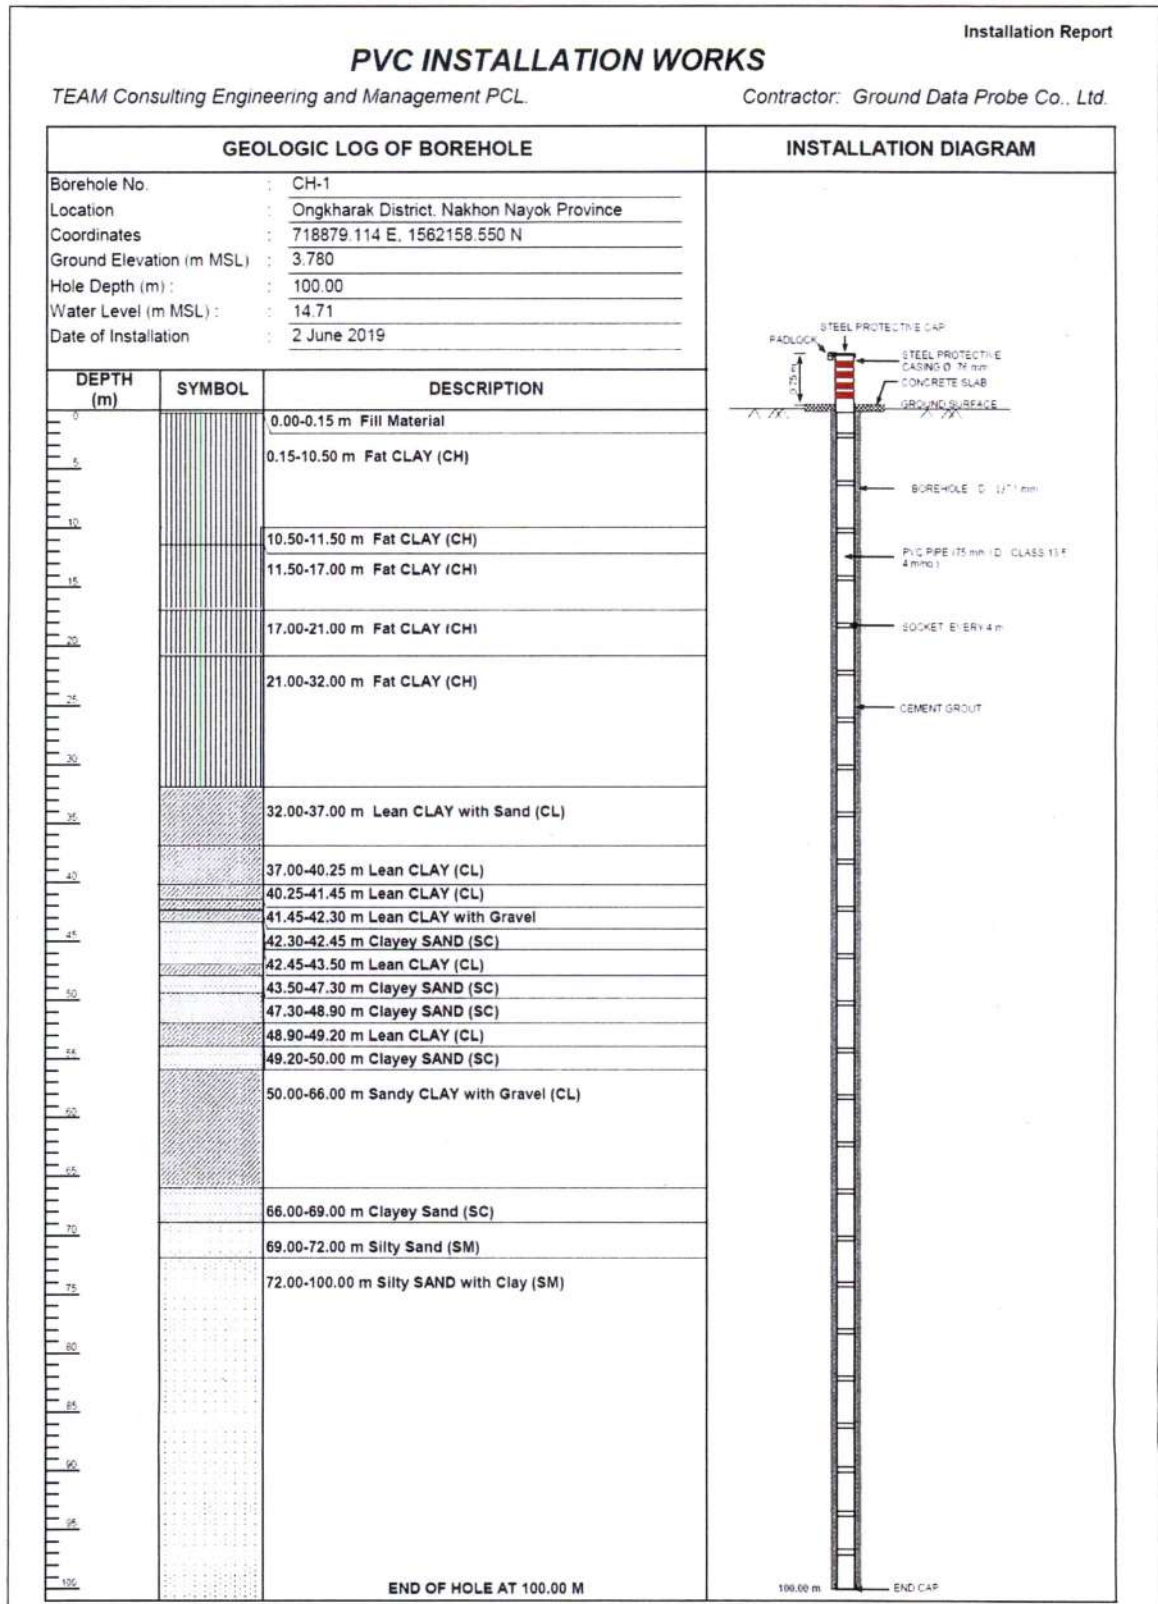 Installation Report
PVC INSTALLATION WORKS
TEAM Consulting Engineering and Management PCL.
Contractor: Ground Data Probe Co., Ltd.
GEOLOGIC LOG OF BOREHOLE
INSTALLATION DIAGRAM
Borehole No. : CH-1
Location : Ongkharak District, Nakhon Nayok Province
Coordinates : 718879.114 E, 1562158.550 N
Ground Elevation (m MSL) : 3.780
Hole Depth (m) : : 100.00
Water Level (m MSL) : : 14.71
Date of Installation : 2 June 2019
DEPTH
(m)
SYMBOL
DESCRIPTION
0
5
10
15
20
25
30
35
40
45
50
55
60
65
70
75
80
85
90
95
100
0.00-0.15 m Fill Material
0.15-10.50 m Fat CLAY (CH)
10.50-11.50 m Fat CLAY (CH)
11.50-17.00 m Fat CLAY (CH)
17.00-21.00 m Fat CLAY (CH)
21.00-32.00 m Fat CLAY (CH)
32.00-37.00 m Lean CLAY with Sand (CL)
37.00-40.25 m Lean CLAY (CL)
40.25-41.45 m Lean CLAY (CL)
41.45-42.30 m Lean CLAY with Gravel
42.30-42.45 m Clayey SAND (SC)
42.45-43.50 m Lean CLAY (CL)
43.50-47.30 m Clayey SAND (SC)
47.30-48.90 m Clayey SAND (SC)
48.90-49.20 m Lean CLAY (CL)
49.20-50.00 m Clayey SAND (SC)
50.00-66.00 m Sandy CLAY with Gravel (CL)
66.00-69.00 m Clayey Sand (SC)
69.00-72.00 m Silty Sand (SM)
72.00-100.00 m Silty SAND with Clay (SM)
END OF HOLE AT 100.00 M
STEEL PROTECTIVE CAP
PADLOCK
0.75 m
STEEL PROTECTIVE
CASING Ø 76 mm
CONCRETE SLAB
GROUND SURFACE
BOREHOLE mm
PVC PIPE (75 mm CLASS 13.5
SOCKET EVERY 4 m
CEMENT GROUT
100.00 m
END CAP